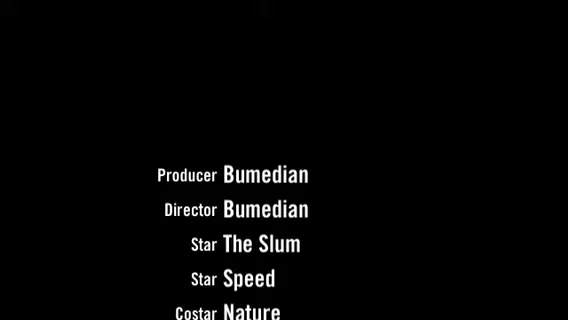 Producer Bumedian
Director Bumedian
Star The Slum
Star Speed
Costar Nature